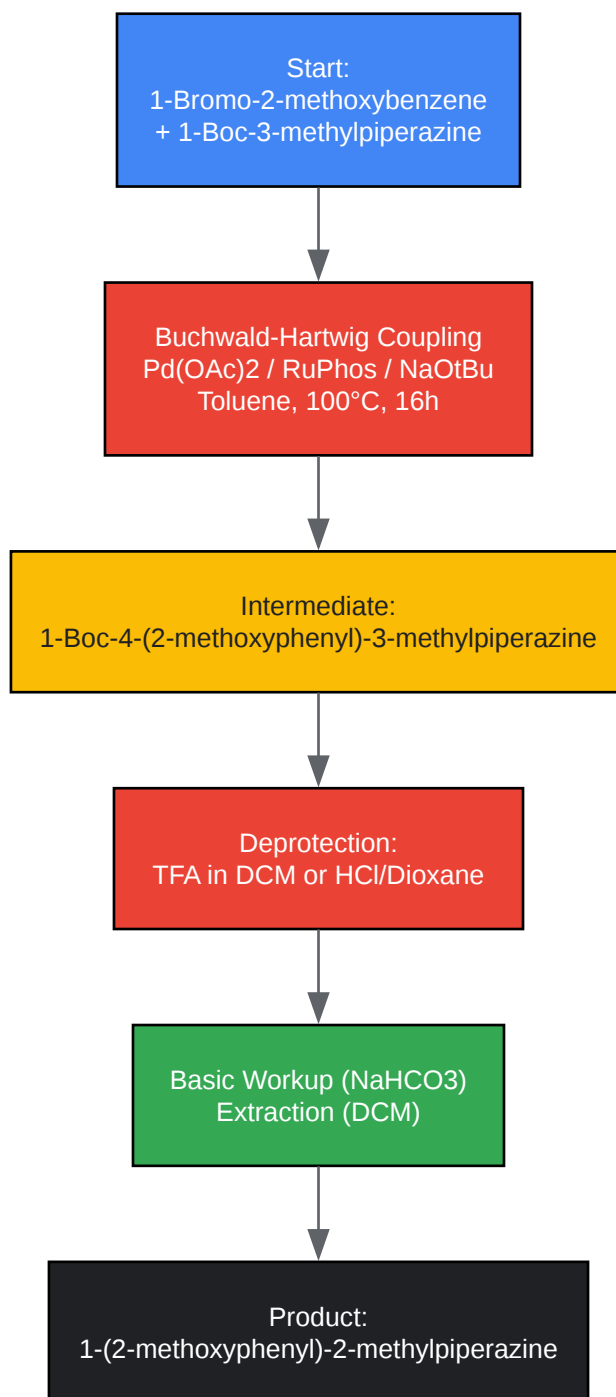 Start:
1-Bromo-2-methoxybenzene
+ 1-Boc-3-methylpiperazine
Buchwald-Hartwig Coupling
Pd(OAc)2 / RuPhos / NaOtBu
Toluene, 100°C, 16h
Intermediate:
1-Boc-4-(2-methoxyphenyl)-3-methylpiperazine
Deprotection:
TFA in DCM or HCl/Dioxane
Basic Workup (NaHCO3)
Extraction (DCM)
Product:
1-(2-methoxyphenyl)-2-methylpiperazine